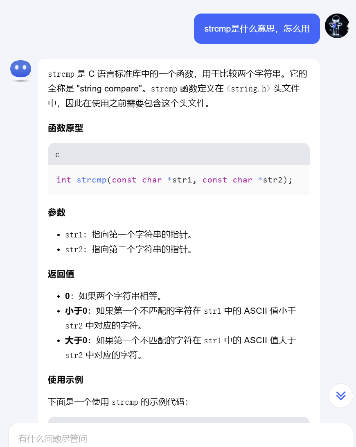 strcmp是什么意思，怎么用
strcmp 是 C 语言标准库中的一个函数，用于比较两个字符串。它的
全称是 "string compare"。strcmp 函数定义在 <string.h> 头文件
中，因此在使用之前需要包含这个头文件。
函数原型
c
int strcmp(const char *str1, const char *str2);
参数
• str1：指向第一个字符串的指针。
• str2：指向第二个字符串的指针。
返回值
• 0：如果两个字符串相等。
• 小于0：如果第一个不匹配的字符在 str1 中的 ASCII 值小于
str2 中对应的字符。
• 大于0：如果第一个不匹配的字符在 str1 中的 ASCII 值大于
str2 中对应的字符。
使用示例
下面是一个使用 strcmp 的示例代码：
有什么问题尽管问